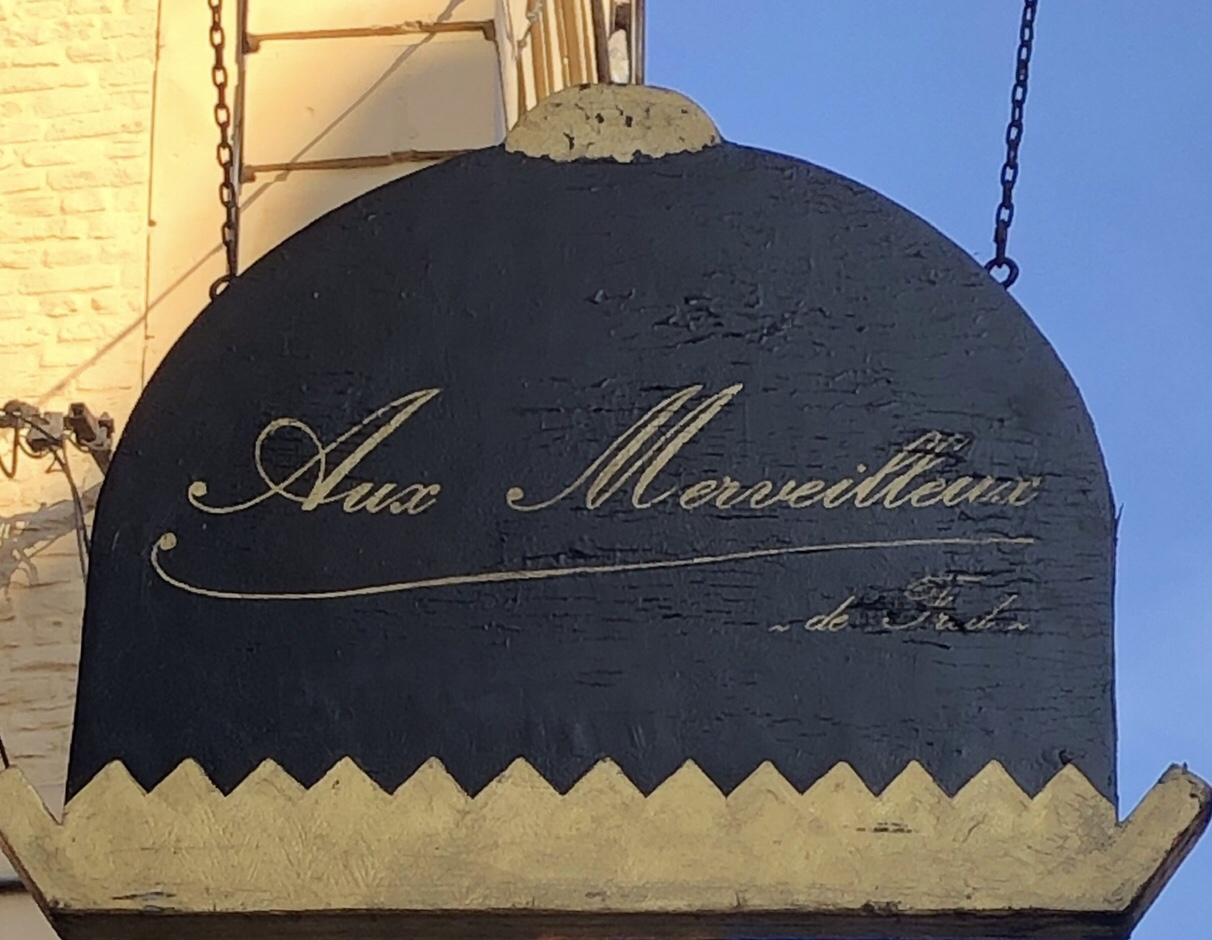 Aux Merveilleux
~ de Fred ~